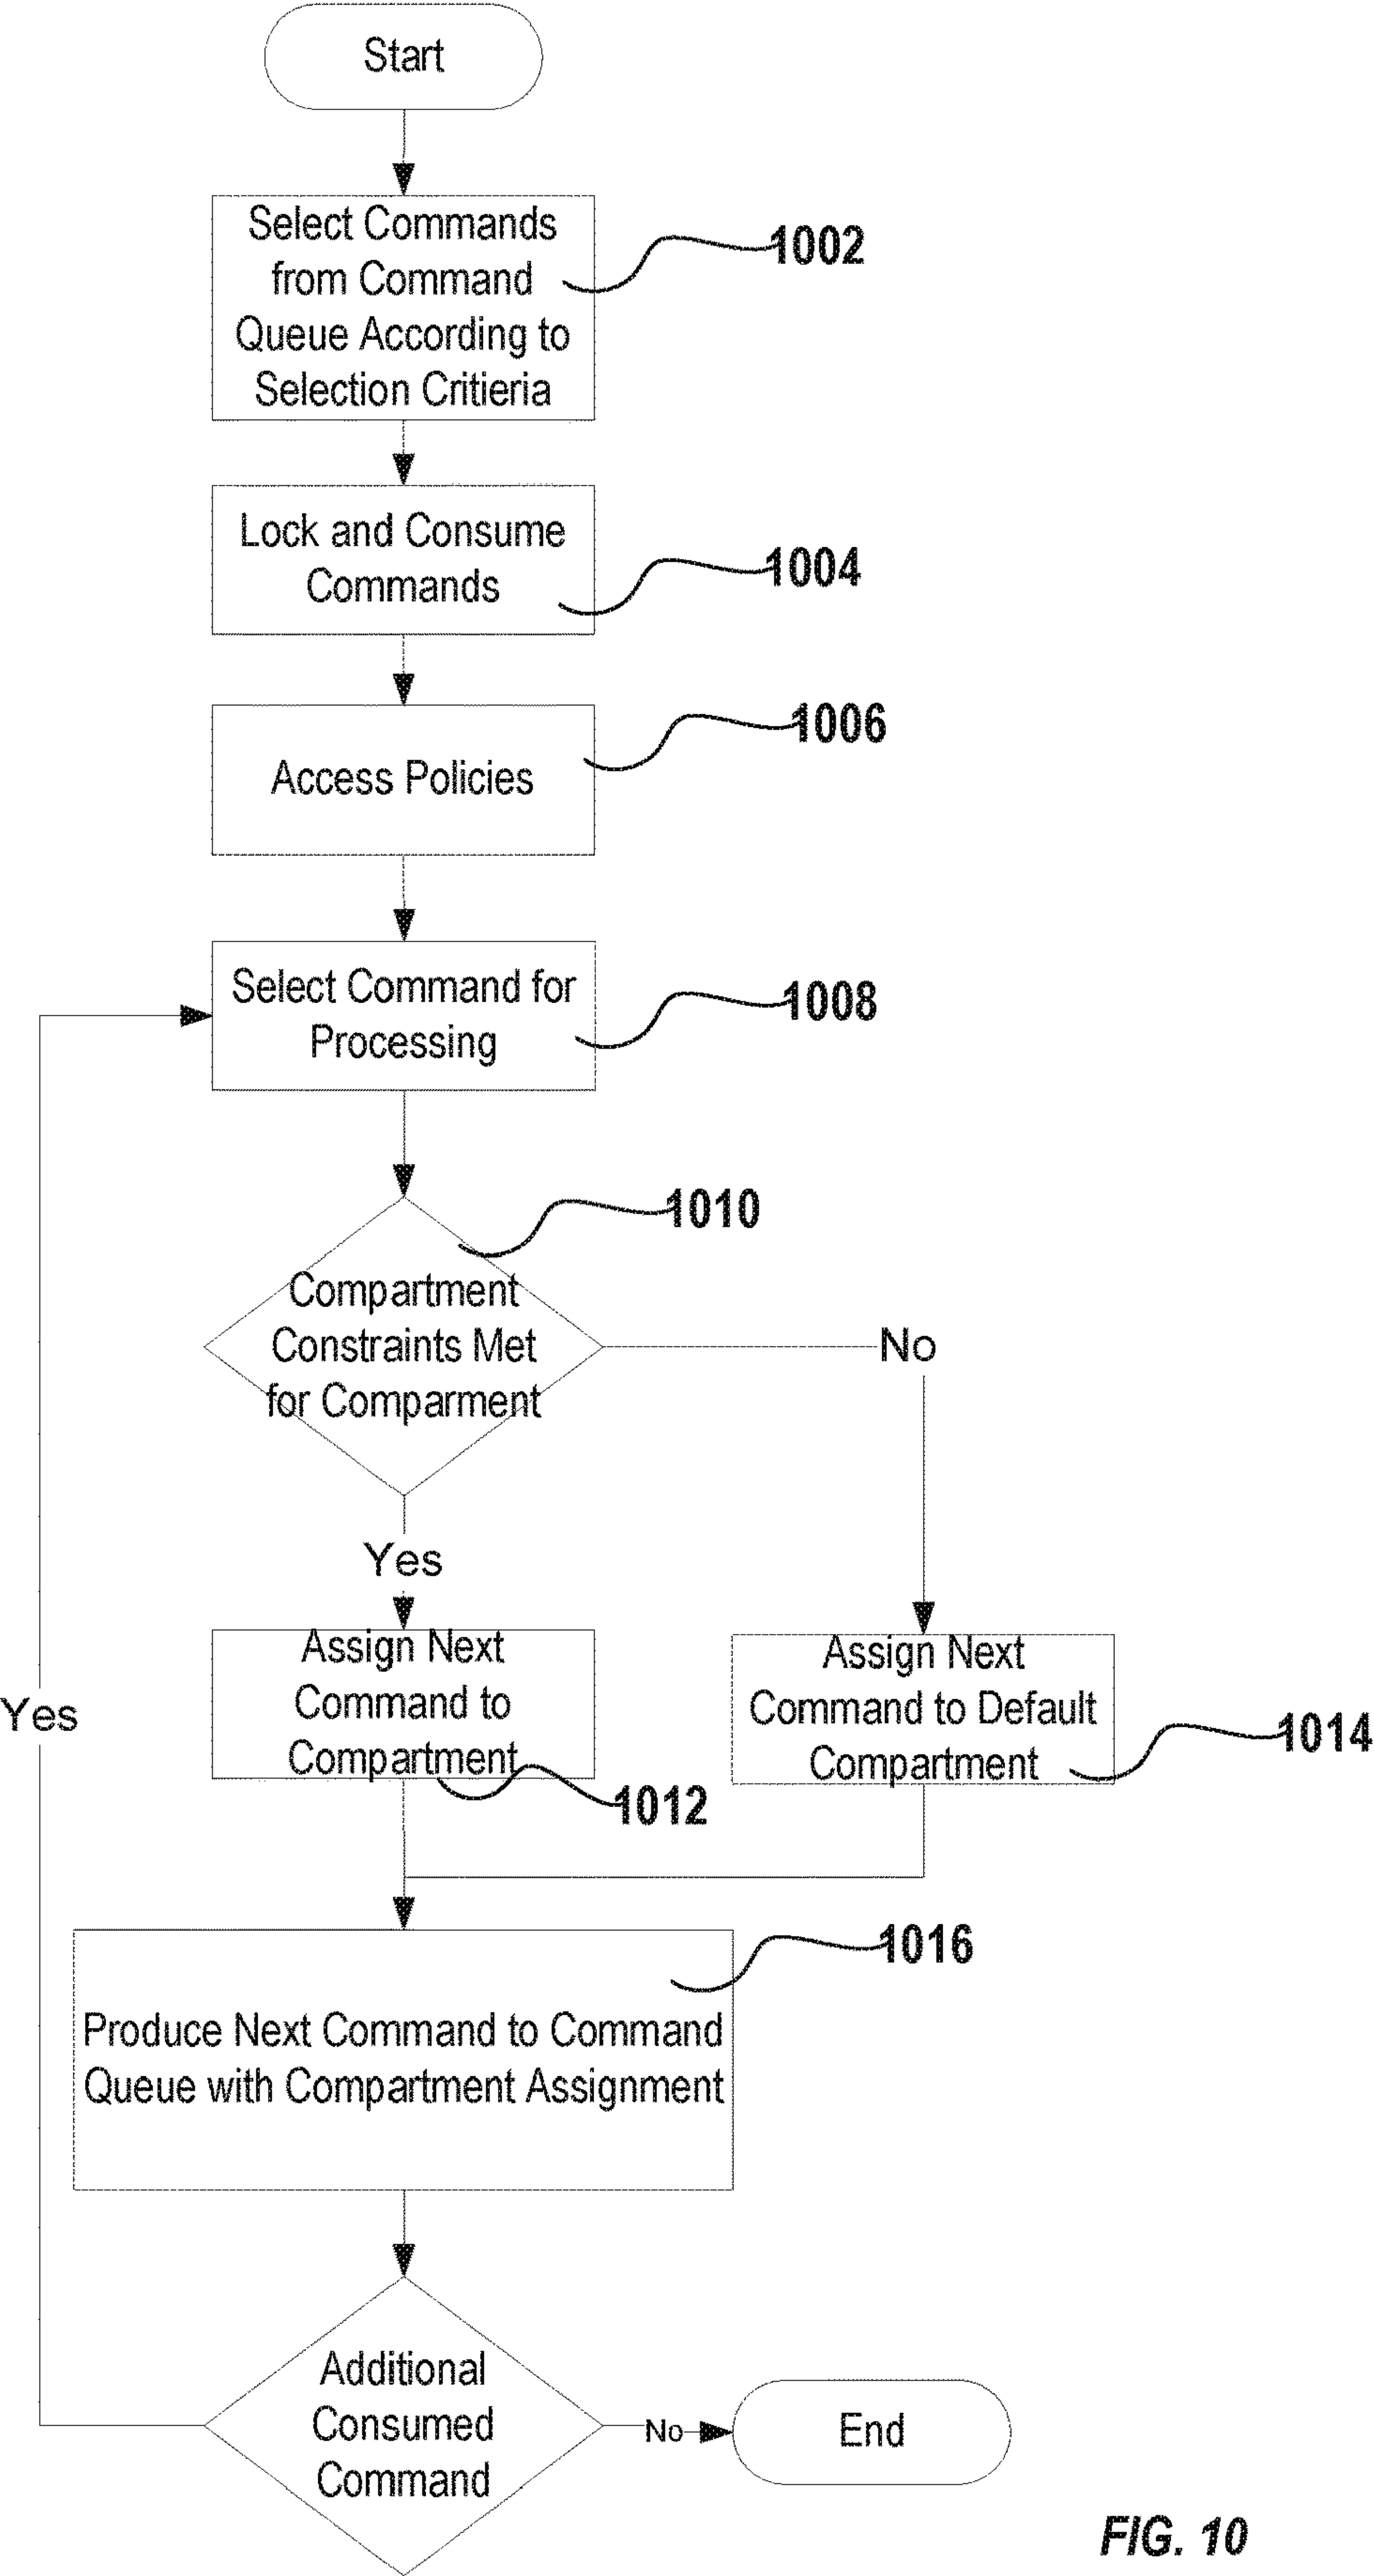 Start
Select Commands
from Command
Queue According to
Selection Critieria
1002
Lock and Consume
Commands
1004
Access Policies
1006
Select Command for
Processing
1008
Compartment
Constraints Met
for Comparment
1010
No
Yes
Assign Next
Command to
Compartment
1012
Assign Next
Command to Default
Compartment
1014
Yes
Produce Next Command to Command
Queue with Compartment Assignment
1016
Additional
Consumed
Command
No
End
FIG. 10